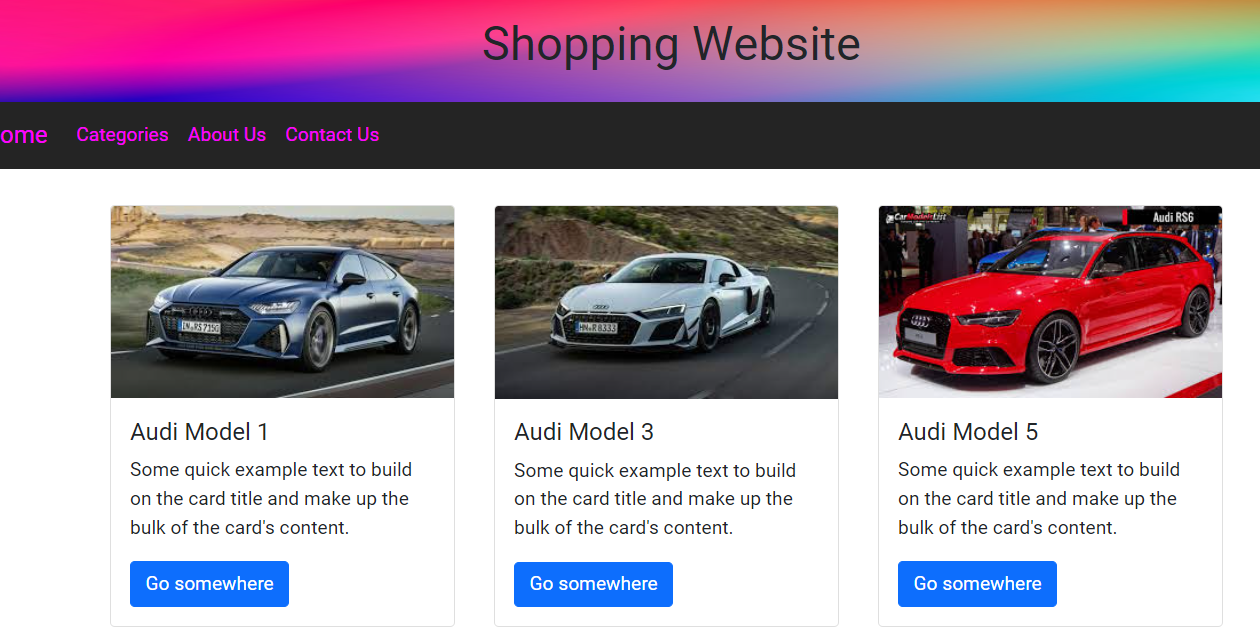 Shopping Website
ome Categories About Us Contact Us
CarModelsList
Audi RS6
IN RS 715G
HN R 8333
Audi Model 1
Some quick example text to build
on the card title and make up the
bulk of the card's content.
Go somewhere
Audi Model 3
Some quick example text to build
on the card title and make up the
bulk of the card's content.
Go somewhere
Audi Model 5
Some quick example text to build
on the card title and make up the
bulk of the card's content.
Go somewhere